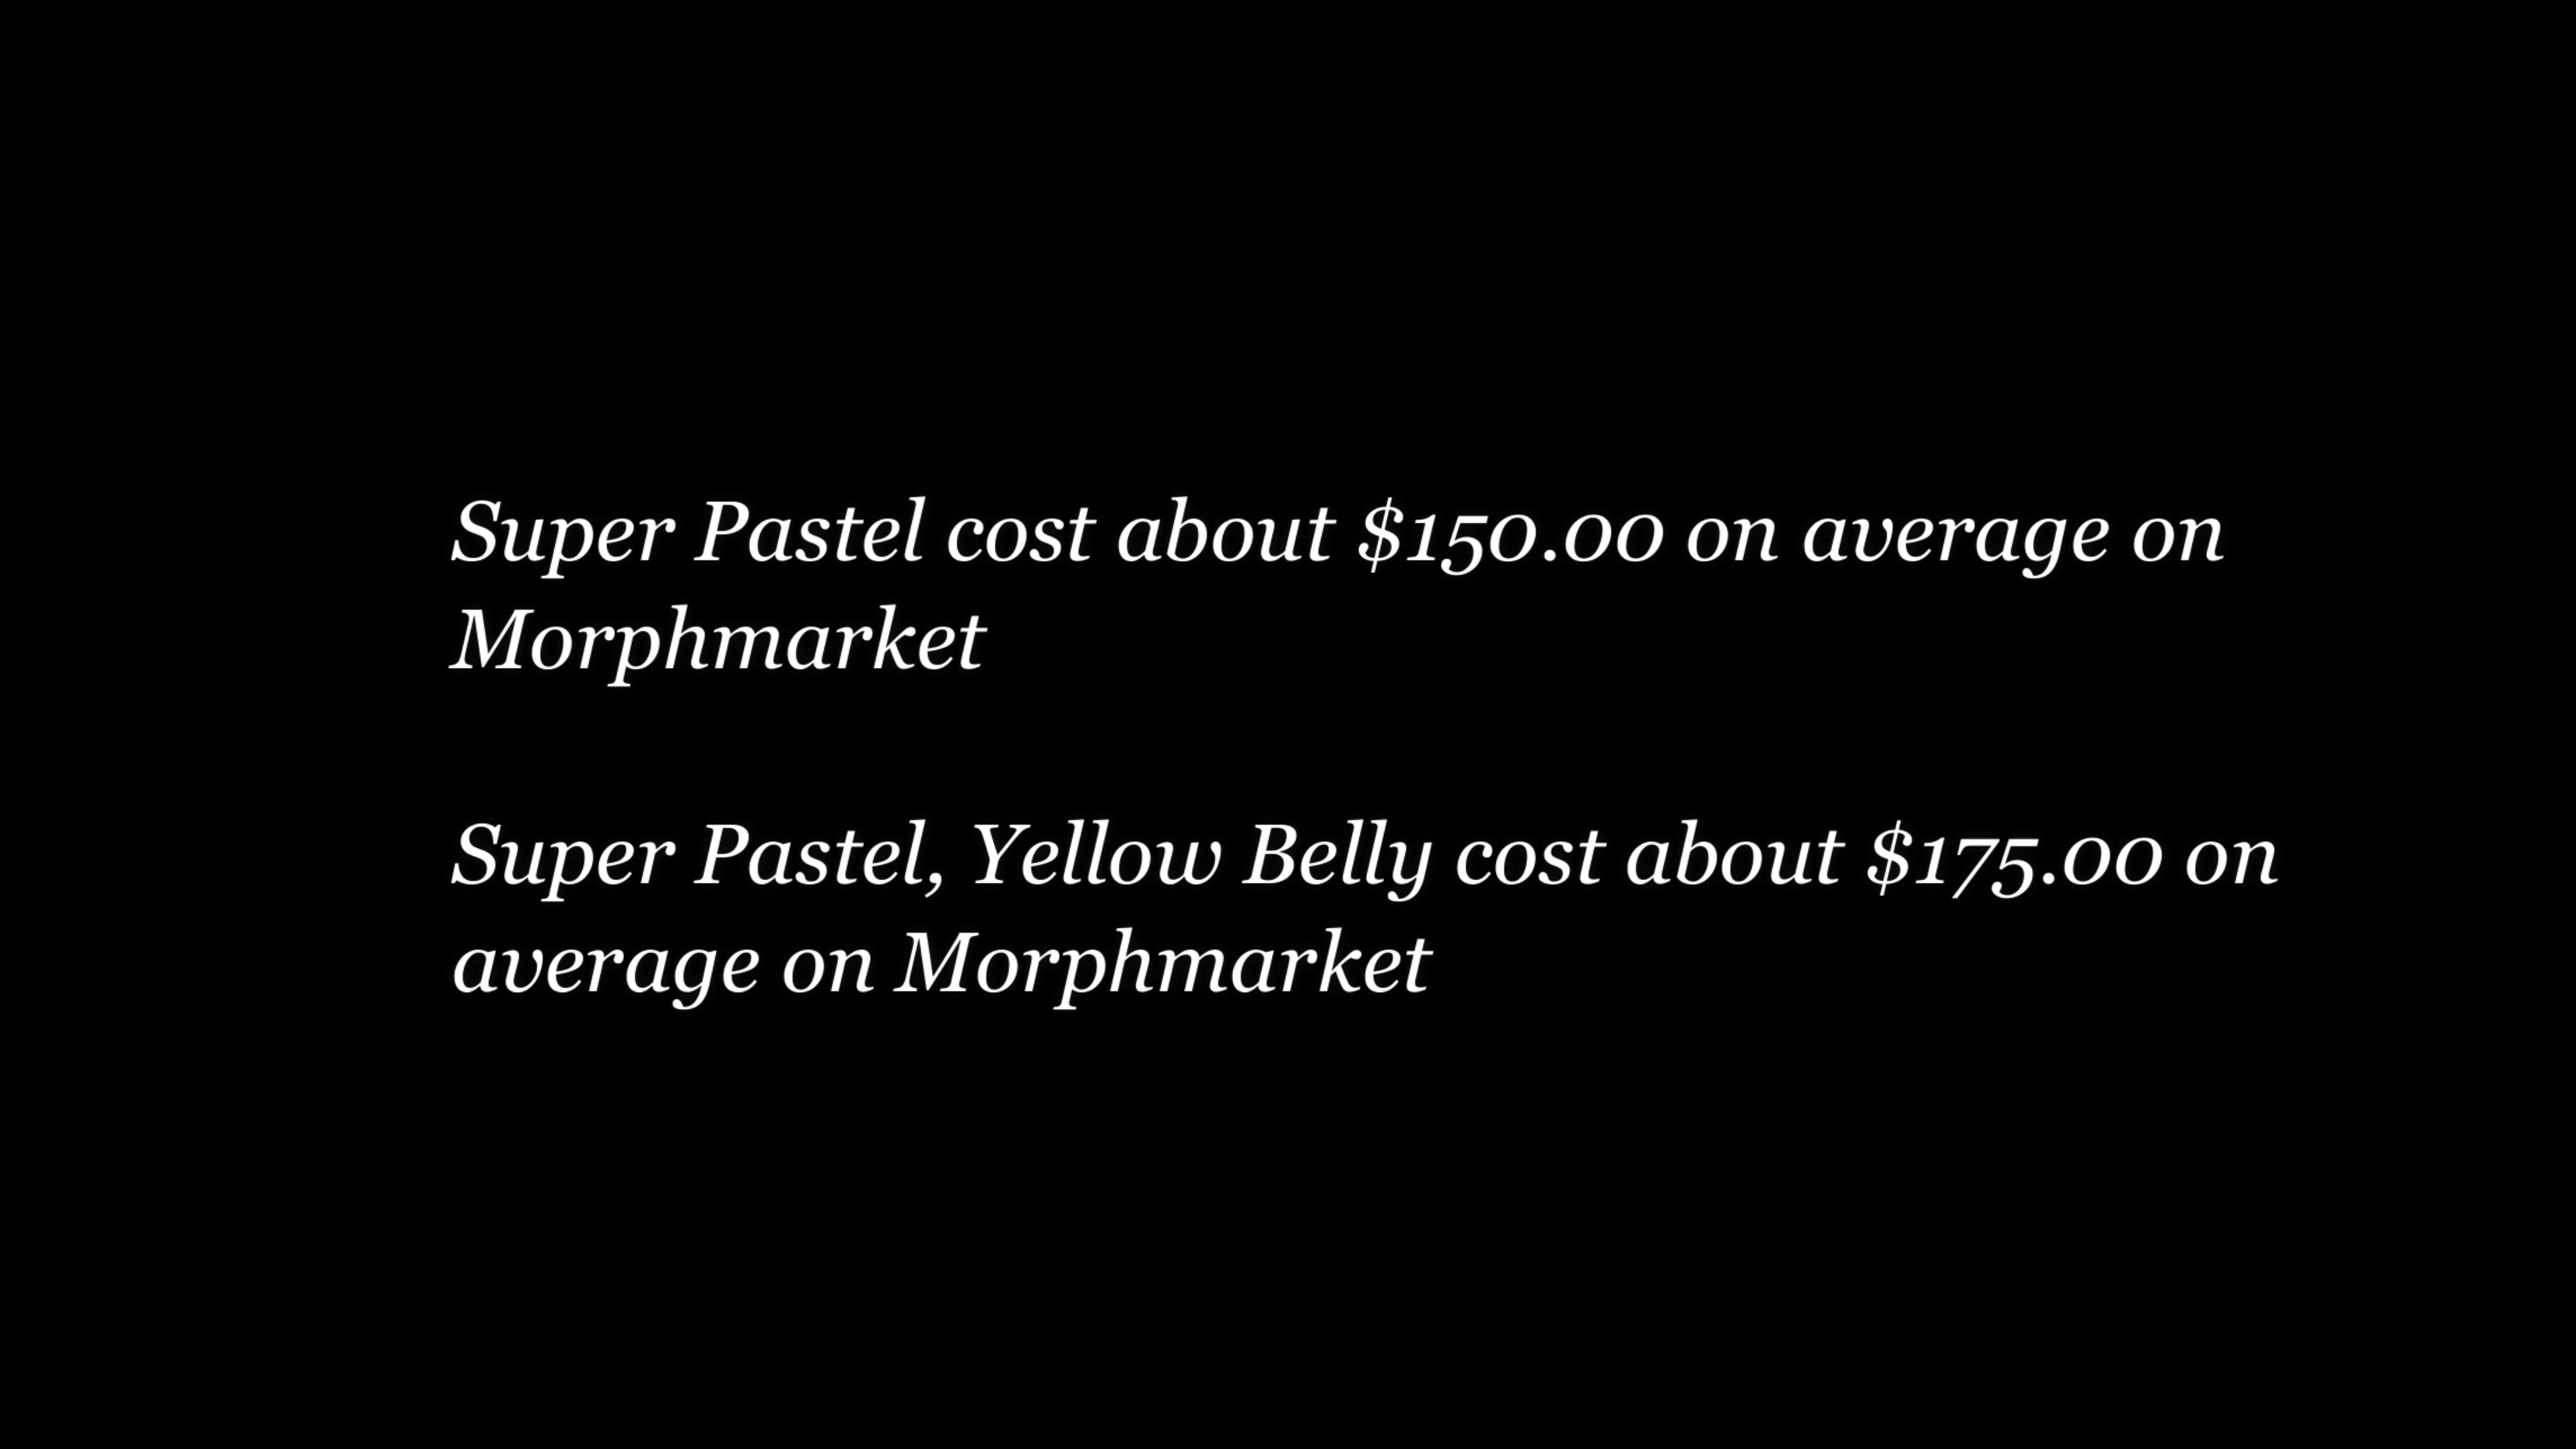 Super Pastel cost about $150.00 on average on
Morphmarket
Super Pastel, Yellow Belly cost about $175.00 on
average on Morphmarket